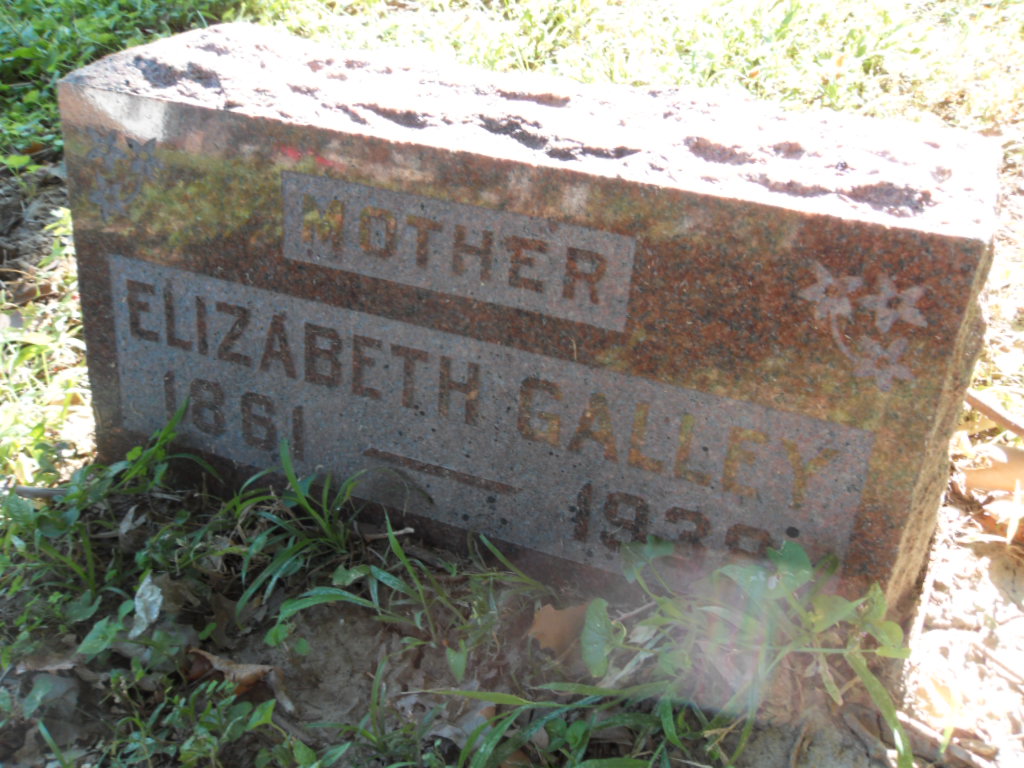 MOTHER
ELIZABETH GALLEY
1861 —